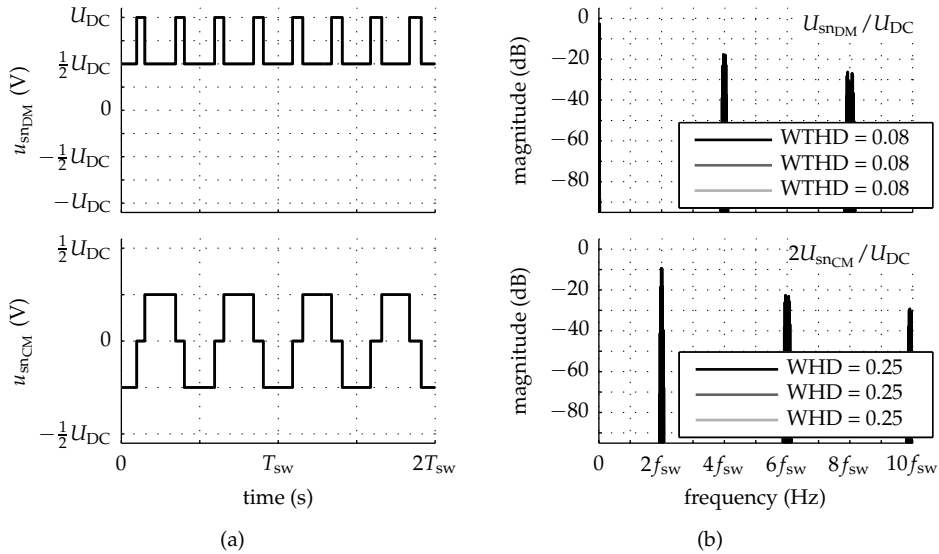 U_DC
½U_DC
0
−½U_DC
−U_DC
u_snDM (V)
½U_DC
0
−½U_DC
u_snCM (V)
0
T_sw
2T_sw
time (s)
(a)
0
−20
−40
−60
−80
magnitude (dB)
U_snDM/U_DC
WTHD = 0.08
WTHD = 0.08
WTHD = 0.08
0
−20
−40
−60
−80
magnitude (dB)
2U_snCM/U_DC
WHD = 0.25
WHD = 0.25
WHD = 0.25
0
2f_sw
4f_sw
6f_sw
8f_sw
10f_sw
frequency (Hz)
(b)